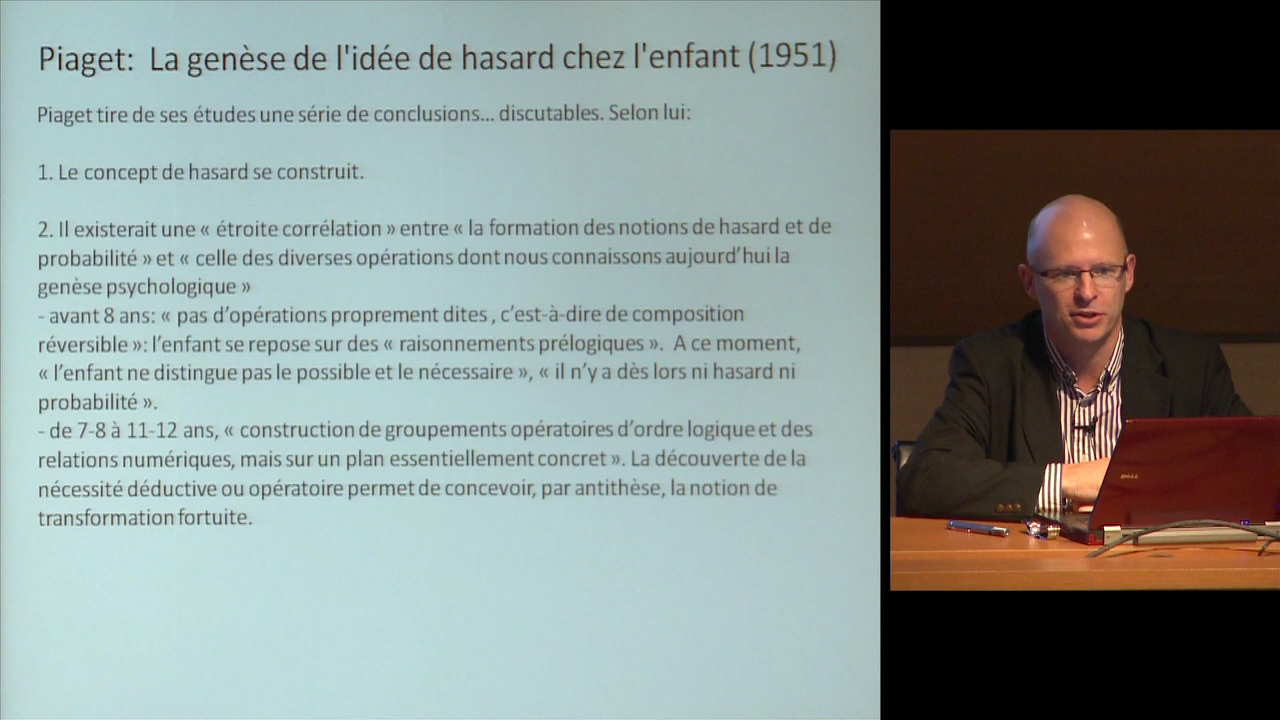 Piaget: La genèse de l'idée de hasard chez l'enfant (1951)
Piaget tire de ses études une série de conclusions... discutables. Selon lui:
1. Le concept de hasard se construit.
2. Il existerait une « étroite corrélation » entre « la formation des notions de hasard et de
probabilité » et « celle des diverses opérations dont nous connaissons aujourd'hui la
genèse psychologique »
- avant 8 ans: « pas d'opérations proprement dites , c'est-à-dire de composition
réversible »: l'enfant se repose sur des « raisonnements prélogiques ». A ce moment,
« l'enfant ne distingue pas le possible et le nécessaire », « il n'y a dès lors ni hasard ni
probabilité ».
- de 7-8 à 11-12 ans, « construction de groupements opératoires d'ordre logique et des
relations numériques, mais sur un plan essentiellement concret ». La découverte de la
nécessité déductive ou opératoire permet de concevoir, par antithèse, la notion de
transformation fortuite.
DELL